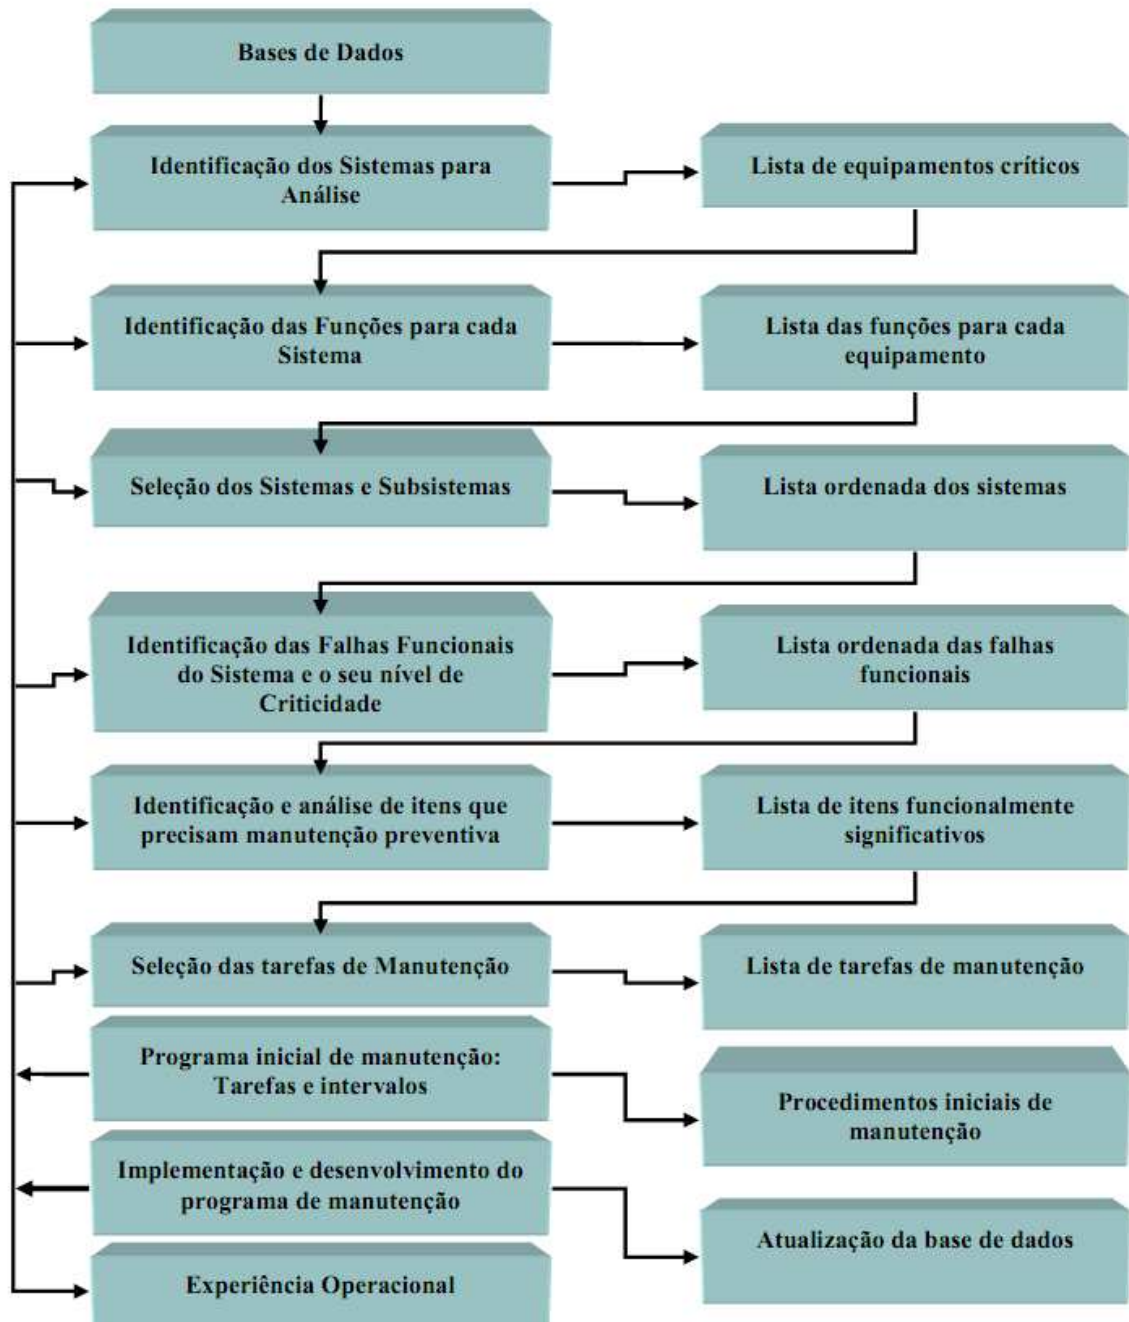 Bases de Dados
Identificação dos Sistemas para
Análise
Lista de equipamentos críticos
Identificação das Funções para cada
Sistema
Lista das funções para cada
equipamento
Seleção dos Sistemas e Subsistemas
Lista ordenada dos sistemas
Identificação das Falhas Funcionais
do Sistema e o seu nível de
Criticidade
Lista ordenada das falhas
funcionais
Identificação e análise de itens que
precisam manutenção preventiva
Lista de itens funcionalmente
significativos
Seleção das tarefas de Manutenção
Lista de tarefas de manutenção
Programa inicial de manutenção:
Tarefas e intervalos
Procedimentos iniciais de
manutenção
Implementação e desenvolvimento do
programa de manutenção
Atualização da base de dados
Experiência Operacional